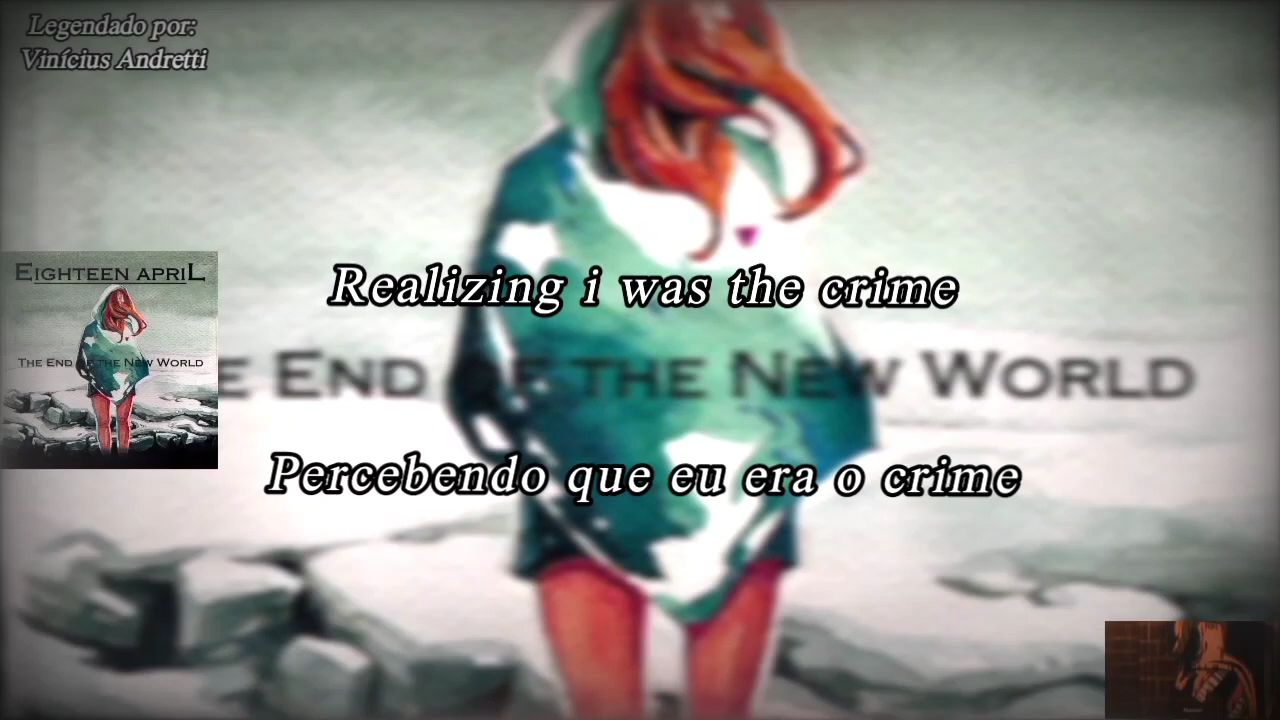 Legendado por:
Vinícius Andretti
EIGHTEEN APRIL
THE END OF THE NEW WORLD
Realizing i was the crime
E END OF THE NEW WORLD
Percebendo que eu era o crime